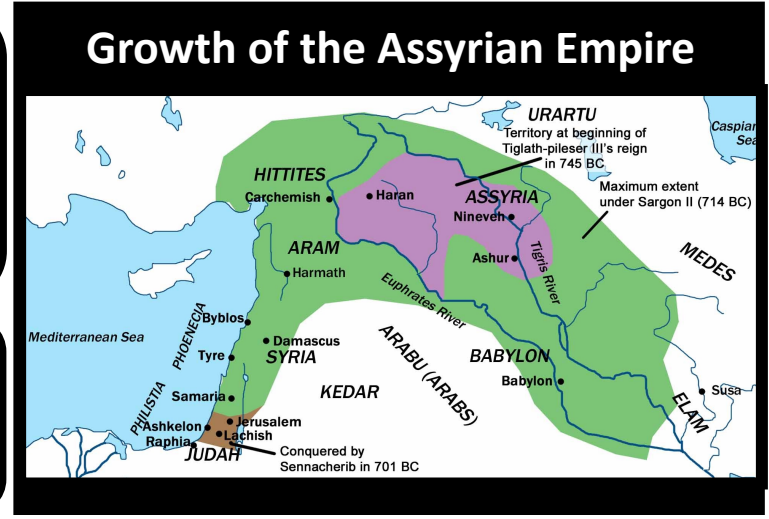 Growth of the Assyrian Empire
URARTU
Territory at beginning of
Tiglath-pileser III's reign
in 745 BC
Caspian
Sea
HITTITES
Carchemish
Haran
ASSYRIA
Nineveh
Maximum extent
under Sargon II (714 BC)
ARAM
Harmath
Ashur
Tigris River
MEDES
Euphrates River
Byblos
PHOENECIA
Mediterranean Sea
Damascus
Tyre
SYRIA
ARABU (ARABS)
BABYLON
Babylon
KEDAR
Susa
ELAM
Samaria
PHILISTIA
Ashkelon
Jerusalem
Lachish
Raphia
JUDAH
Conquered by
Sennacherib in 701 BC